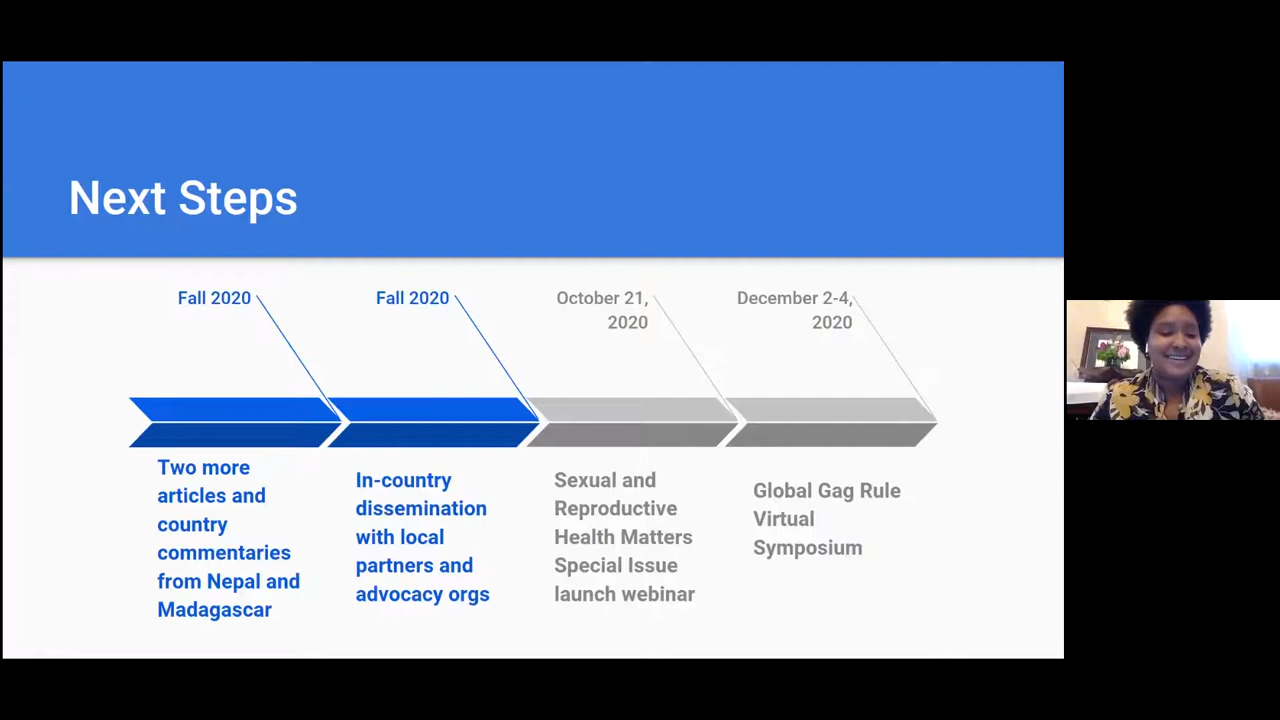 Next Steps
Fall 2020
Fall 2020
October 21,
2020
December 2-4,
2020
Two more
articles and
country
commentaries
from Nepal and
Madagascar
In-country
dissemination
with local
partners and
advocacy orgs
Sexual and
Reproductive
Health Matters
Special Issue
launch webinar
Global Gag Rule
Virtual
Symposium